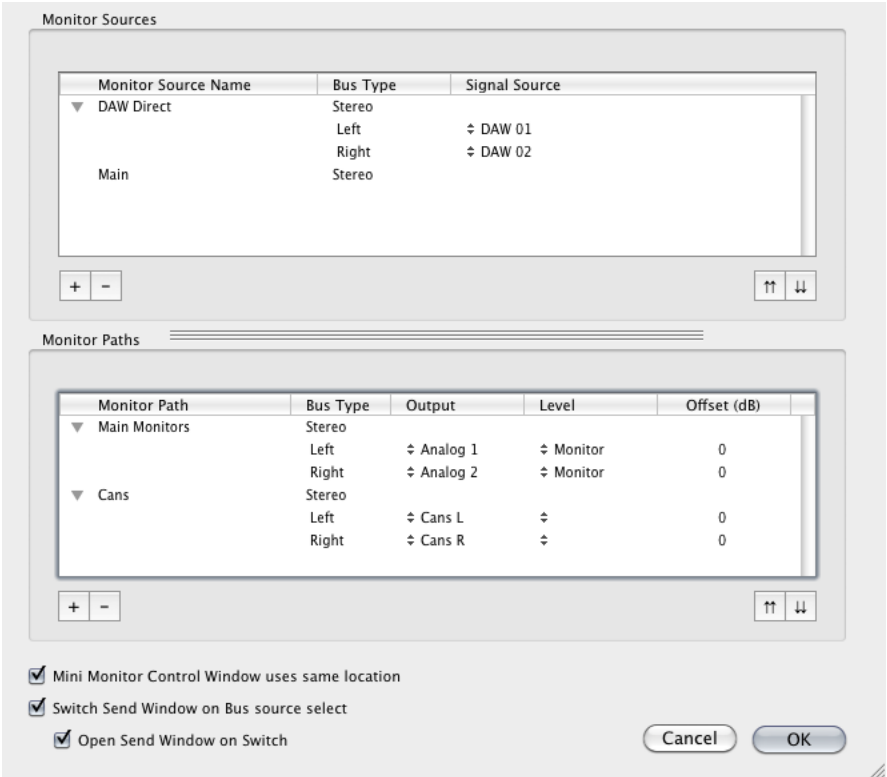 Monitor Sources
Monitor Source Name Bus Type Signal Source
DAW Direct Stereo
Left DAW 01
Right DAW 02
Main Stereo
+ -
Monitor Paths
Monitor Path Bus Type Output Level Offset (dB)
Main Monitors Stereo
Left Analog 1 Monitor 0
Right Analog 2 Monitor 0
Cans Stereo
Left Cans L 0
Right Cans R 0
+ -
Mini Monitor Control Window uses same location
Switch Send Window on Bus source select
Open Send Window on Switch
Cancel OK